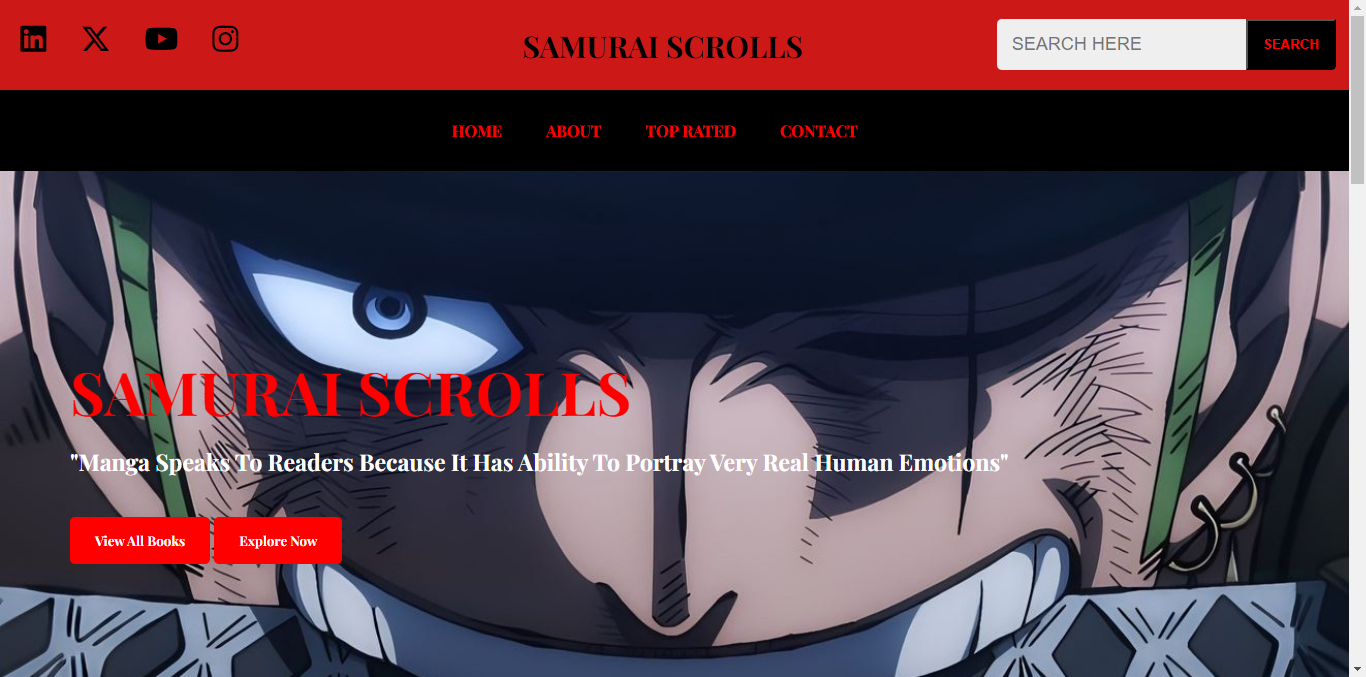 in
SAMURAI SCROLLS
SEARCH HERE
SEARCH
HOME ABOUT TOP RATED CONTACT
SAMURAI SCROLLS
"Manga Speaks To Readers Because It Has Ability To Portray Very Real Human Emotions"
View All Books Explore Now